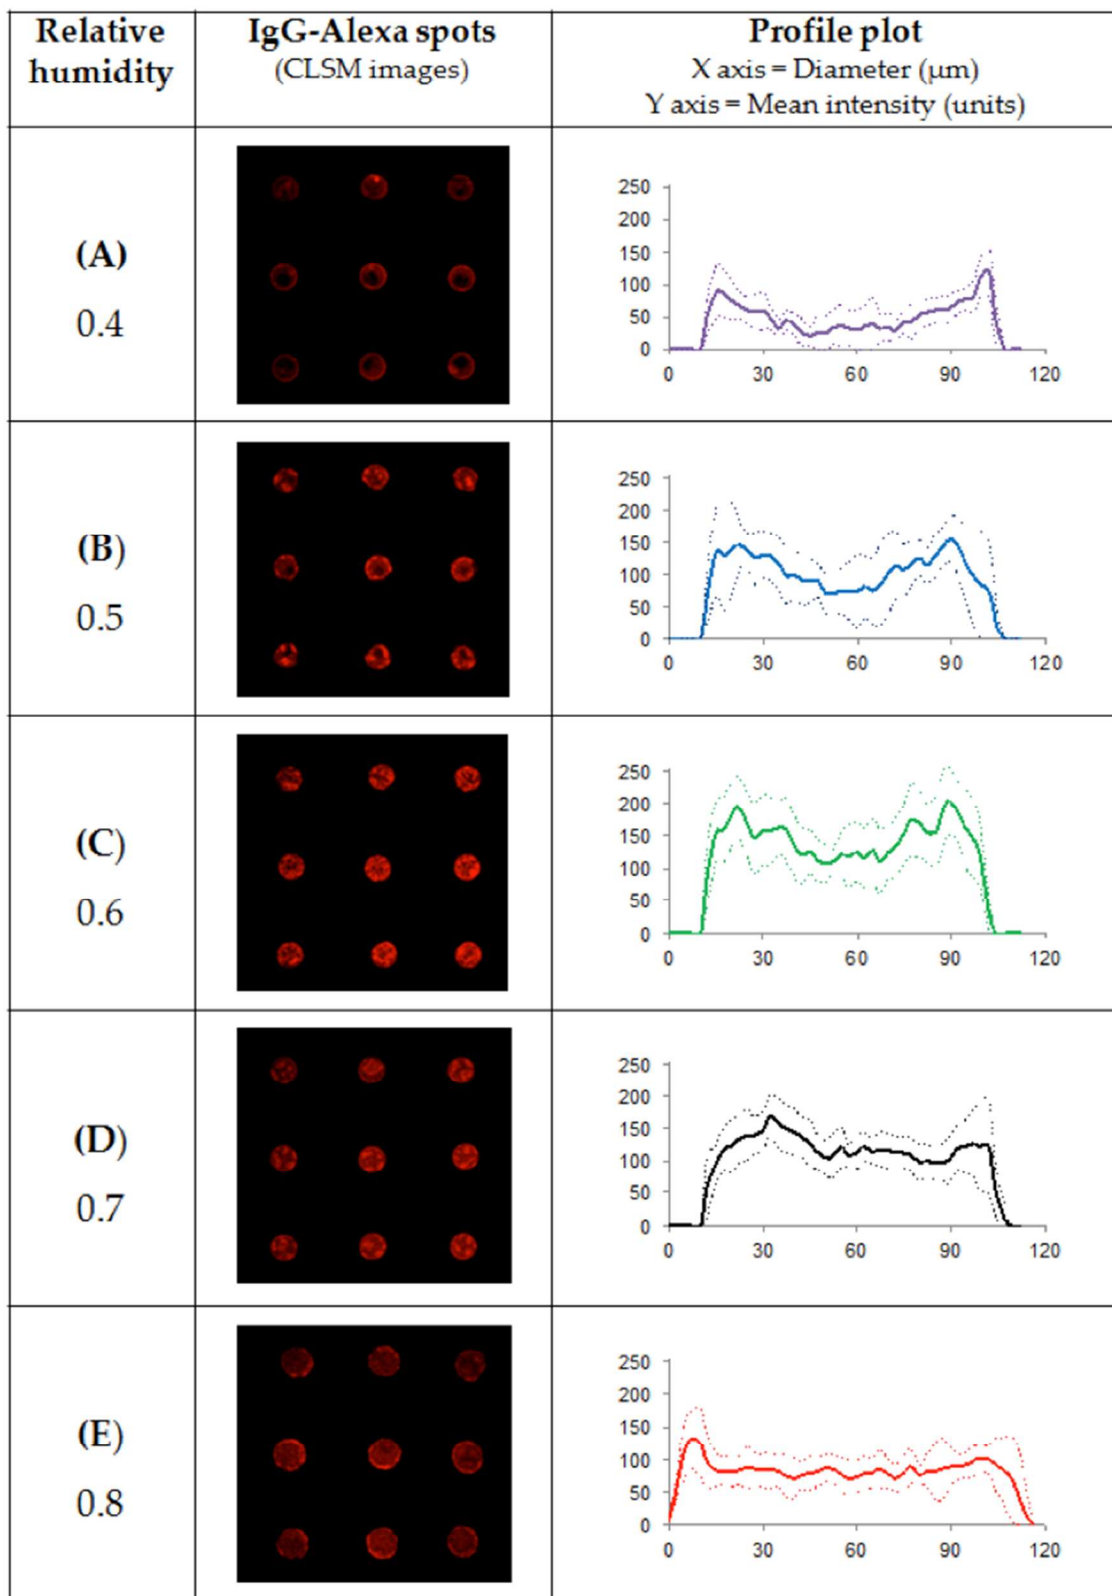 Relative
humidity
IgG-Alexa spots
(CLSM images)
Profile plot
X axis = Diameter (µm)
Y axis = Mean intensity (units)
(A)
0.4
250
200
150
100
50
0
0 30 60 90 120
(B)
0.5
250
200
150
100
50
0
0 30 60 90 120
(C)
0.6
250
200
150
100
50
0
0 30 60 90 120
(D)
0.7
250
200
150
100
50
0
0 30 60 90 120
(E)
0.8
250
200
150
100
50
0
0 30 60 90 120